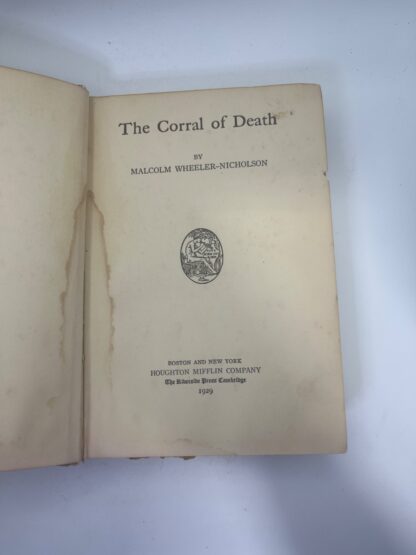 The Corral of Death
BY
MALCOLM WHEELER-NICHOLSON
BOSTON AND NEW YORK
HOUGHTON MIFFLIN COMPANY
The Riverside Press Cambridge
1929